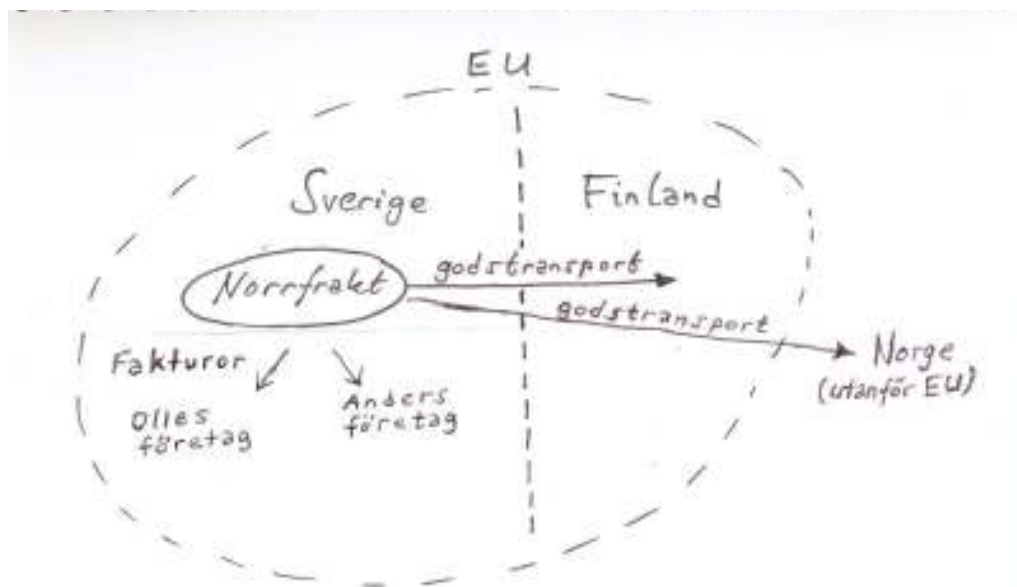 EU
Sverige
Finland
Norrfrakt
godstransport
godstransport
Norge
(utanför EU)
Fakturor
Olles
företag
Anders
företag